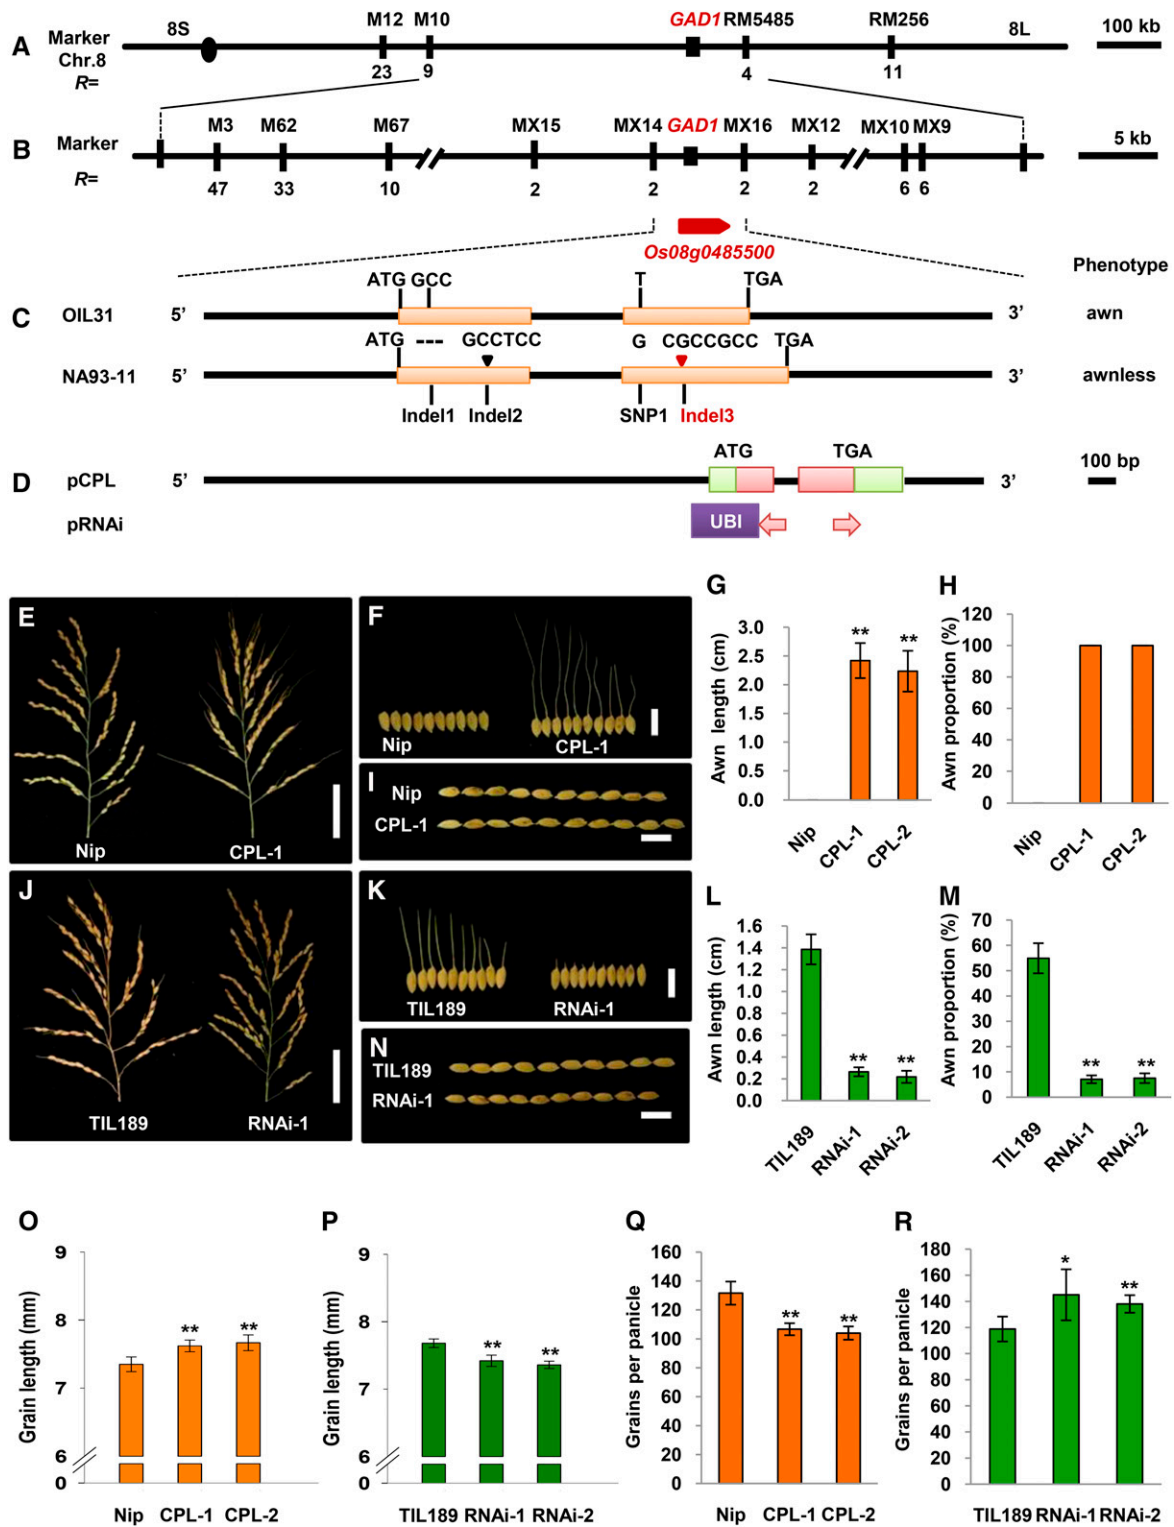 A
Marker
Chr.8
R=
8S
M12
M10
GAD1
RM5485
RM256
8L
100 kb
23
9
4
11
B
Marker
R=
M3
M62
M67
MX15
MX14
GAD1
MX16
MX12
MX10
MX9
5 kb
47
33
10
2
2
2
2
6
6
Os08g0485500
Phenotype
C
ATG GCC
T
TGA
OIL31
5’
3’
awn
ATG
---
GCCTCC
G
CGCCGCC
TGA
NA93-11
5’
3’
awnless
Indel1
Indel2
SNP1
Indel3
D
ATG
TGA
100 bp
pCPL
5’
3’
pRNAi
UBI
E
Nip
CPL-1
F
Nip
CPL-1
I
Nip
CPL-1
G
Awn length (cm)
3.0
2.5
2.0
1.5
1.0
0.5
0.0
**
**
Nip
CPL-1
CPL-2
H
Awn proportion (%)
120
100
80
60
40
20
0
Nip
CPL-1
CPL-2
J
TIL189
RNAi-1
K
TIL189
RNAi-1
N
TIL189
RNAi-1
L
Awn length (cm)
1.6
1.4
1.2
1.0
0.8
0.6
0.4
0.2
0.0
**
**
TIL189
RNAi-1
RNAi-2
M
Awn proportion (%)
70
60
50
40
30
20
10
0
**
**
TIL189
RNAi-1
RNAi-2
O
Grain length (mm)
9
8
7
6
0
**
**
Nip
CPL-1
CPL-2
P
Grain length (mm)
9
8
7
6
0
**
**
TIL189
RNAi-1
RNAi-2
Q
Grains per panicle
160
140
120
100
80
60
40
20
0
**
**
Nip
CPL-1
CPL-2
R
Grains per panicle
180
160
140
120
100
80
60
40
20
0
*
**
TIL189
RNAi-1
RNAi-2